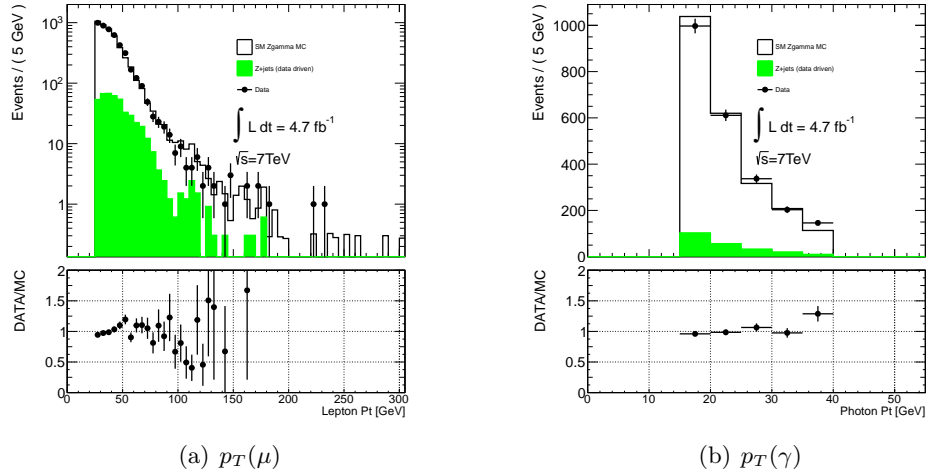 Events / ( 5 GeV )
10³
10²
10
1
SM Zgamma MC
Z+jets (data driven)
Data
∫ L dt = 4.7 fb⁻¹
√s=7TeV
DATA/MC
2
1.5
1
0.5
0
0 50 100 150 200 250 300
Lepton Pt [GeV]
(a) p_T(μ)
Events / ( 5 GeV )
1000
800
600
400
200
0
SM Zgamma MC
Z+jets (data driven)
Data
∫ L dt = 4.7 fb⁻¹
√s=7TeV
DATA/MC
2
1.5
1
0.5
0
0 10 20 30 40 50
Photon Pt [GeV]
(b) p_T(γ)